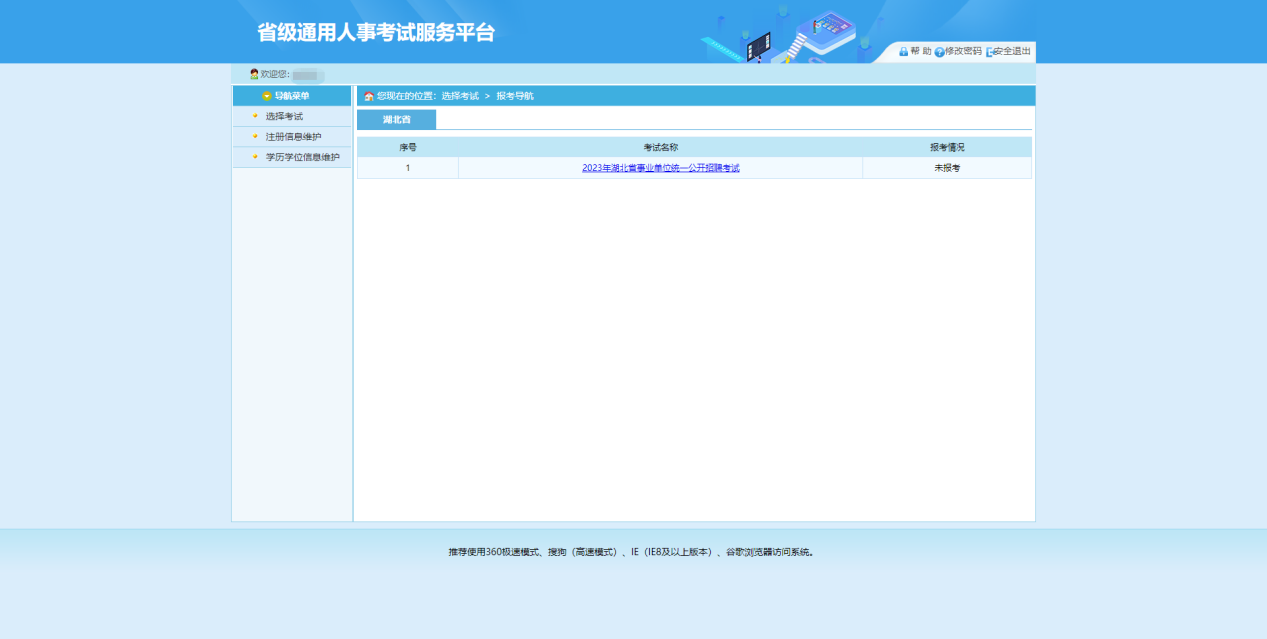 省级通用人事考试服务平台
帮 助 修改密码 安全退出
欢迎您:
导航菜单
选择考试
注册信息维护
学历学位信息维护
您现在的位置：选择考试 > 报考导航
湖北省
序号 考试名称 报考情况
1 2023年湖北省事业单位统一公开招聘考试 未报考
推荐使用360极速模式、搜狗（高速模式）、IE（IE8及以上版本）、谷歌浏览器访问系统。